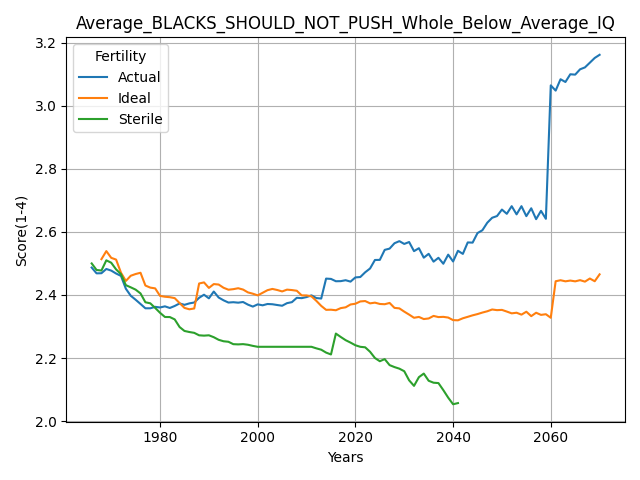 Average_BLACKS_SHOULD_NOT_PUSH_Whole_Below_Average_IQ
Fertility
Actual
Ideal
Sterile
Score(1-4)
3.2
3.0
2.8
2.6
2.4
2.2
2.0
1980
2000
2020
2040
2060
Years